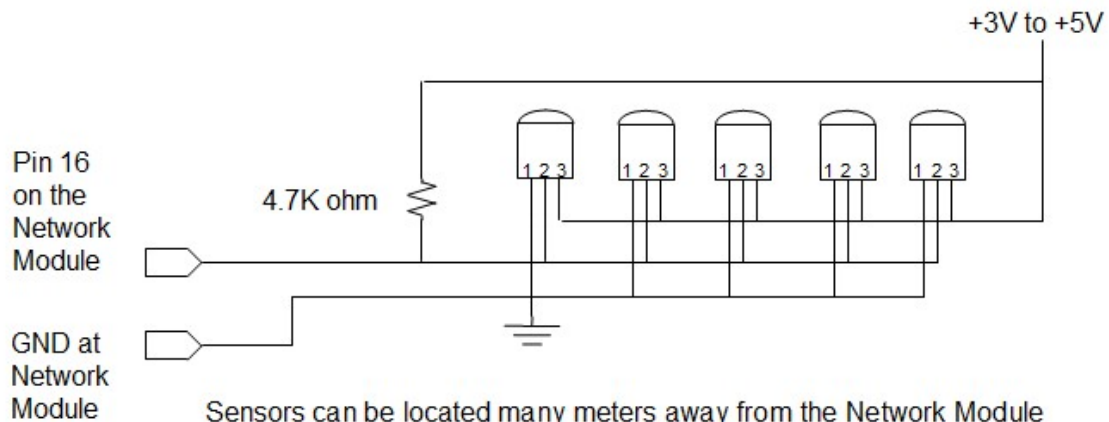 +3V to +5V
Pin 16
on the
Network
Module
4.7K ohm
1 2 3
1 2 3
1 2 3
1 2 3
1 2 3
GND at
Network
Module
Sensors can be located many meters away from the Network Module